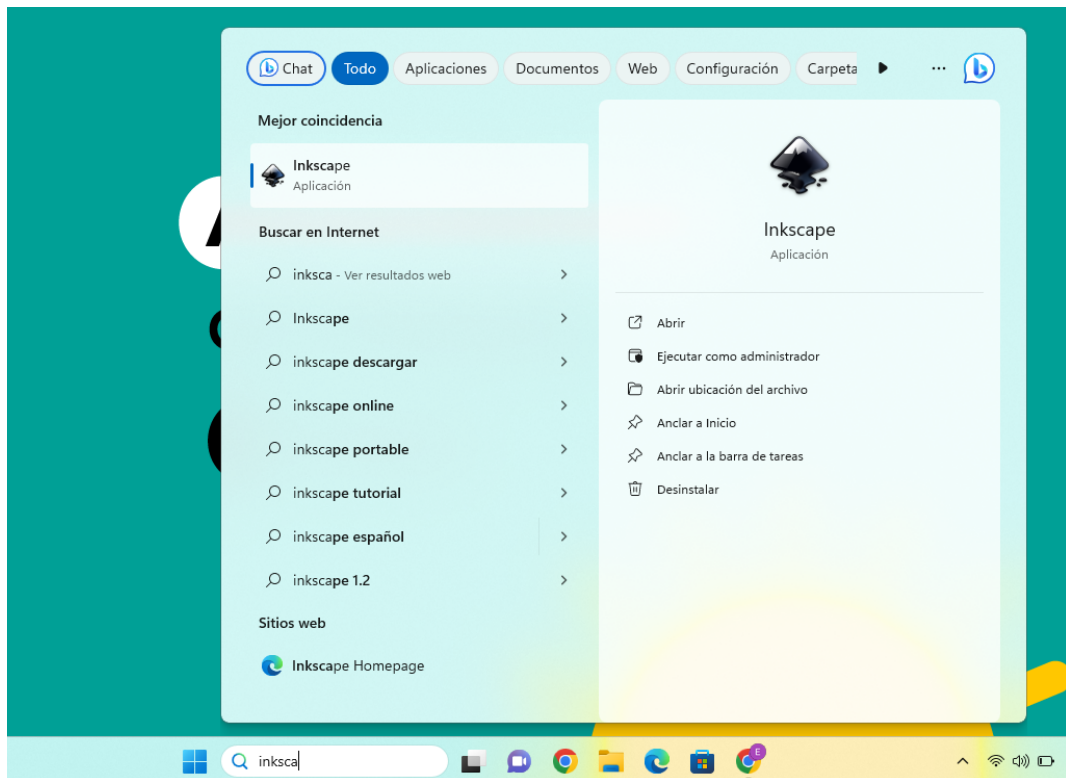 Chat Todo Aplicaciones Documentos Web Configuración Carpeta
Mejor coincidencia
Inkscape
Aplicación
Buscar en Internet
inksca - Ver resultados web
Inkscape
inkscape descargar
inkscape online
inkscape portable
inkscape tutorial
inkscape español
inkscape 1.2
Sitios web
Inkscape Homepage
Inkscape
Aplicación
Abrir
Ejecutar como administrador
Abrir ubicación del archivo
Anclar a Inicio
Anclar a la barra de tareas
Desinstalar
inksca
E